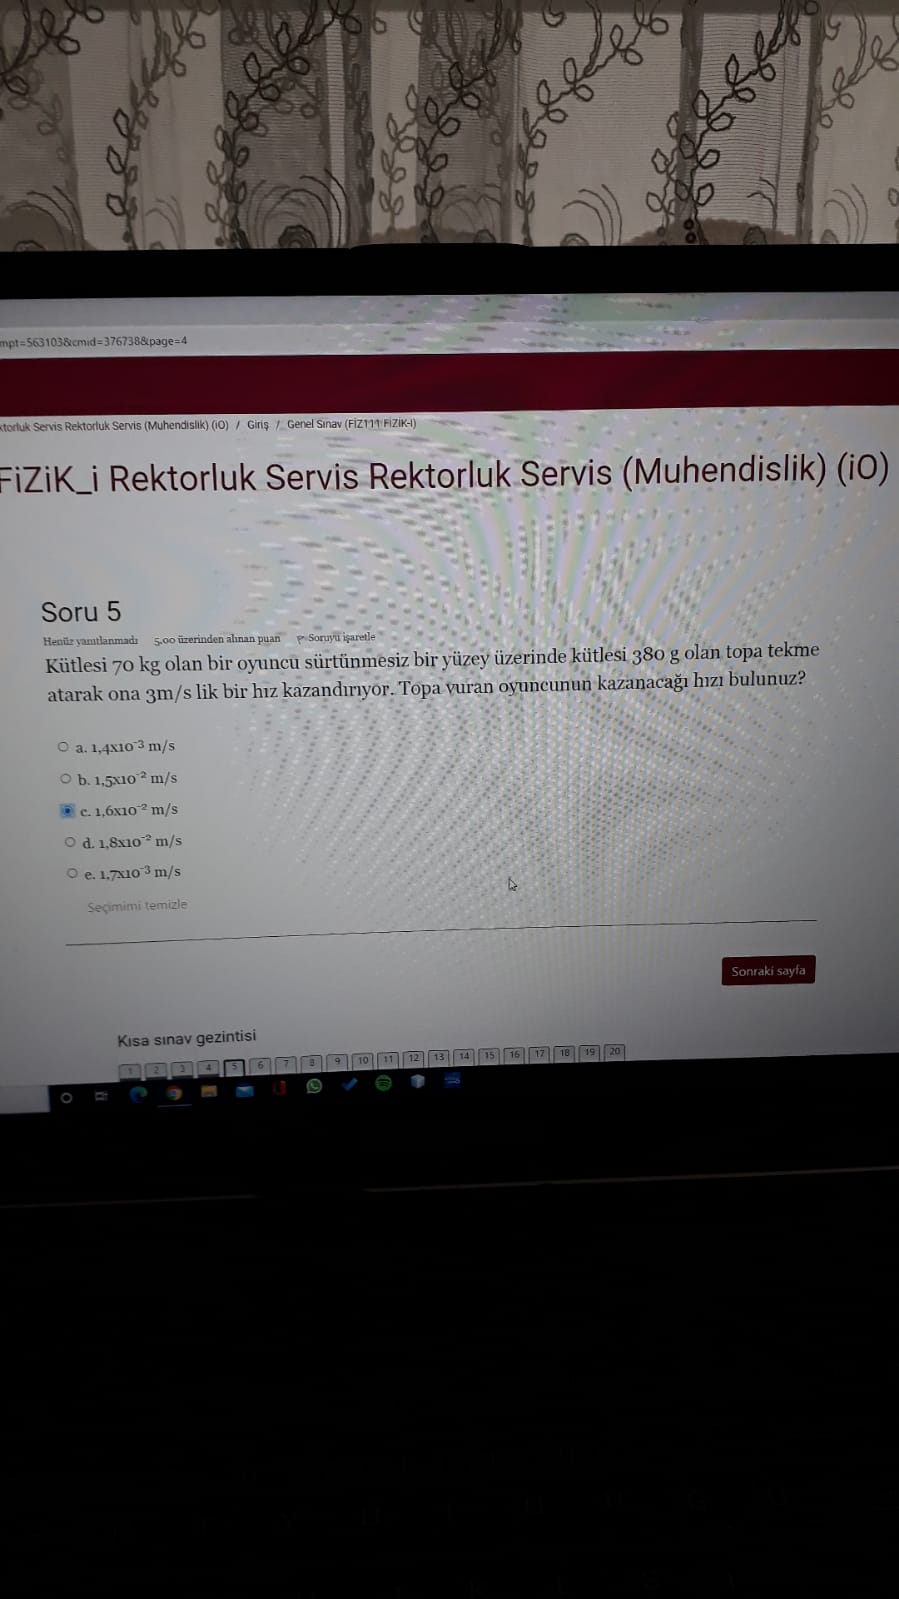 mpt=563103&cmid=376738&page=4
ktorluk Servis Rektorluk Servis (Muhendislik) (iO) / Giriş / Genel Sınav (FİZ111 FİZİK-I)
FiZiK_i Rektorluk Servis Rektorluk Servis (Muhendislik) (iO)
Soru 5
Henüz yanıtlanmadı 5,00 üzerinden alınan puan Soruyu işaretle
Kütlesi 70 kg olan bir oyuncu sürtünmesiz bir yüzey üzerinde kütlesi 380 g olan topa tekme
atarak ona 3m/s lik bir hız kazandırıyor. Topa vuran oyuncunun kazanacağı hızı bulunuz?
a. 1,4x10⁻³ m/s
b. 1,5x10⁻² m/s
c. 1,6x10⁻² m/s
d. 1,8x10⁻² m/s
e. 1,7x10⁻³ m/s
Seçimimi temizle
Sonraki sayfa
Kısa sınav gezintisi
1 2 3 4 5 6 7 8 9 10 11 12 13 14 15 16 17 18 19 20